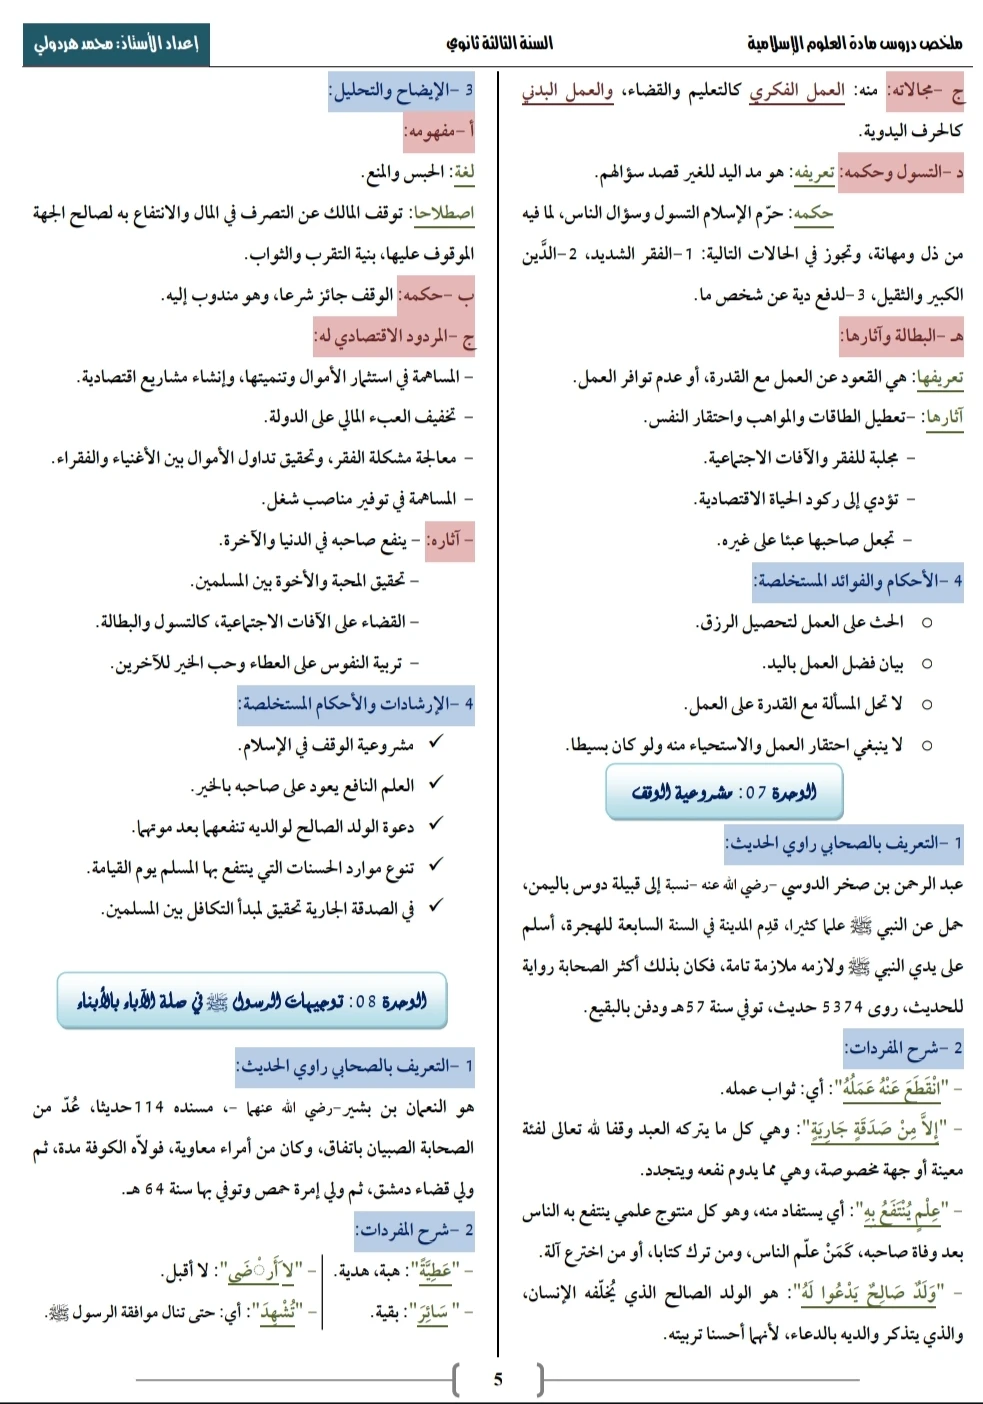 ملخص دروس مادة العلوم الإسلامية
السنة الثالثة ثانوي
إعداد الأستاذ: محمد هردولي
ج -مجالاته: منه: العمل الفكري كالتعليم والقضاء، والعمل البدني
كالحرف اليدوية.
د -التسول وحكمه: تعريفه: هو مد اليد للغير قصد سؤالهم.
حكمه: حرّم الإسلام التسول وسؤال الناس، لما فيه
من ذل ومهانة، وتجوز في الحالات التالية: 1-الفقر الشديد، 2-الدَّين
الكبير والثقيل، 3-لدفع دية عن شخص ما.
هـ -البطالة وآثارها:
تعريفها: هي القعود عن العمل مع القدرة، أو عدم توافر العمل.
آثارها: -تعطيل الطاقات والمواهب واحتقار النفس.
- مجلبة للفقر والآفات الاجتماعية.
- تؤدي إلى ركود الحياة الاقتصادية.
- تجعل صاحبها عبئا على غيره.
4 -الأحكام والفوائد المستخلصة:
○ الحث على العمل لتحصيل الرزق.
○ بيان فضل العمل باليد.
○ لا تحل المسألة مع القدرة على العمل.
○ لا ينبغي احتقار العمل والاستحياء منه ولو كان بسيطا.
الوحدة 07: مشروعية الوقف
1 -التعريف بالصحابي راوي الحديث:
عبد الرحمن بن صخر الدوسي -رضي الله عنه -نسبة إلى قبيلة دوس باليمن،
حمل عن النبي ﷺ علما كثيرا، قدِم المدينة في السنة السابعة للهجرة، أسلم
على يدي النبي ﷺ ولازمه ملازمة تامة، فكان بذلك أكثر الصحابة رواية
للحديث، روى 5374 حديث، توفي سنة 57هـ ودفن بالبقيع.
2 -شرح المفردات:
- "انْقَطَعَ عَنْهُ عَمَلُهُ": أي: ثواب عمله.
- "إلاَّ مِنْ صَدَقَةٍ جَارِيَةٍ": وهي كل ما يتركه العبد وقفا لله تعالى لفئة
معينة أو جهة مخصوصة، وهي مما يدوم نفعه ويتجدد.
- "عِلْمٍ يُنْتَفَعُ بِهِ": أي يستفاد منه، وهو كل منتوج علمي ينتفع به الناس
بعد وفاة صاحبه، كَمَنْ علّم الناس، ومن ترك كتابا، أو من اخترع آلة.
- "وَلَدٌ صَالِحٌ يَدْعُوا لَهُ": هو الولد الصالح الذي يُخلّفه الإنسان،
والذي يتذكر والديه بالدعاء، لأنهما أحسنا تربيته.
3 -الإيضاح والتحليل:
أ -مفهومه:
لغة: الحبس والمنع.
اصطلاحا: توقف المالك عن التصرف في المال والانتفاع به لصالح الجهة
الموقوف عليها، بنية التقرب والثواب.
ب -حكمه: الوقف جائز شرعا، وهو مندوب إليه.
ج -المردود الاقتصادي له:
- المساهمة في استثمار الأموال وتنميتها، وإنشاء مشاريع اقتصادية.
- تخفيف العبء المالي على الدولة.
- معالجة مشكلة الفقر، وتحقيق تداول الأموال بين الأغنياء والفقراء.
- المساهمة في توفير مناصب شغل.
- آثاره: - ينفع صاحبه في الدنيا والآخرة.
- تحقيق المحبة والأخوة بين المسلمين.
- القضاء على الآفات الاجتماعية، كالتسول والبطالة.
- تربية النفوس على العطاء وحب الخير للآخرين.
4 -الإرشادات والأحكام المستخلصة:
✓ مشروعية الوقف في الإسلام.
✓ العلم النافع يعود على صاحبه بالخير.
✓ دعوة الولد الصالح لوالديه تنفعهما بعد موتهما.
✓ تنوع موارد الحسنات التي ينتفع بها المسلم يوم القيامة.
✓ في الصدقة الجارية تحقيق لمبدأ التكافل بين المسلمين.
الوحدة 08: توجيهات الرسول ﷺ في صلة الآباء بالأبناء
1 -التعريف بالصحابي راوي الحديث:
هو النعمان بن بشير-رضي الله عنهما -، مسنده 114حديثا، عُدّ من
الصحابة الصبيان باتفاق، وكان من أمراء معاوية، فولاّه الكوفة مدة، ثم
ولي قضاء دمشق، ثم ولي إمرة حمص وتوفي بها سنة 64 هـ.
2 -شرح المفردات:
- "عَطِيَّةً": هبة، هدية. - "لاَ أَرْضَى": لا أقبل.
- "سَائِرَ": بقية. - "تُشْهِدَ": أي: حتى تنال موافقة الرسول ﷺ.
5